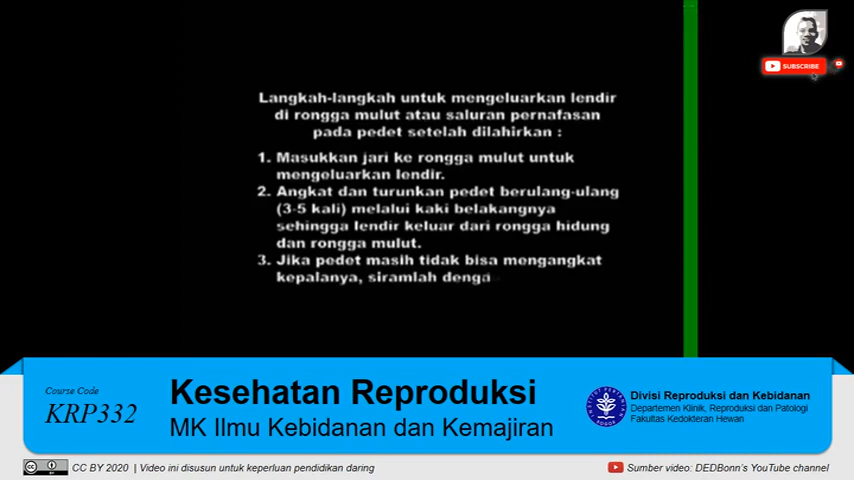 SUBSCRIBE
Langkah-langkah untuk mengeluarkan lendir
di rongga mulut atau saluran pernafasan
pada pedet setelah dilahirkan :
1. Masukkan jari ke rongga mulut untuk
mengeluarkan lendir.
2. Angkat dan turunkan pedet berulang-ulang
(3-5 kali) melalui kaki belakangnya
sehingga lendir keluar dari rongga hidung
dan rongga mulut.
3. Jika pedet masih tidak bisa mengangkat
kepalanya, siramlah denga
Course Code
KRP332
Kesehatan Reproduksi
MK Ilmu Kebidanan dan Kemajiran
INSTITUT PERTANIAN
BOGOR
Divisi Reproduksi dan Kebidanan
Departemen Klinik, Reproduksi dan Patologi
Fakultas Kedokteran Hewan
CC BY 2020 | Video ini disusun untuk keperluan pendidikan daring
Sumber video: DEDBonn's YouTube channel